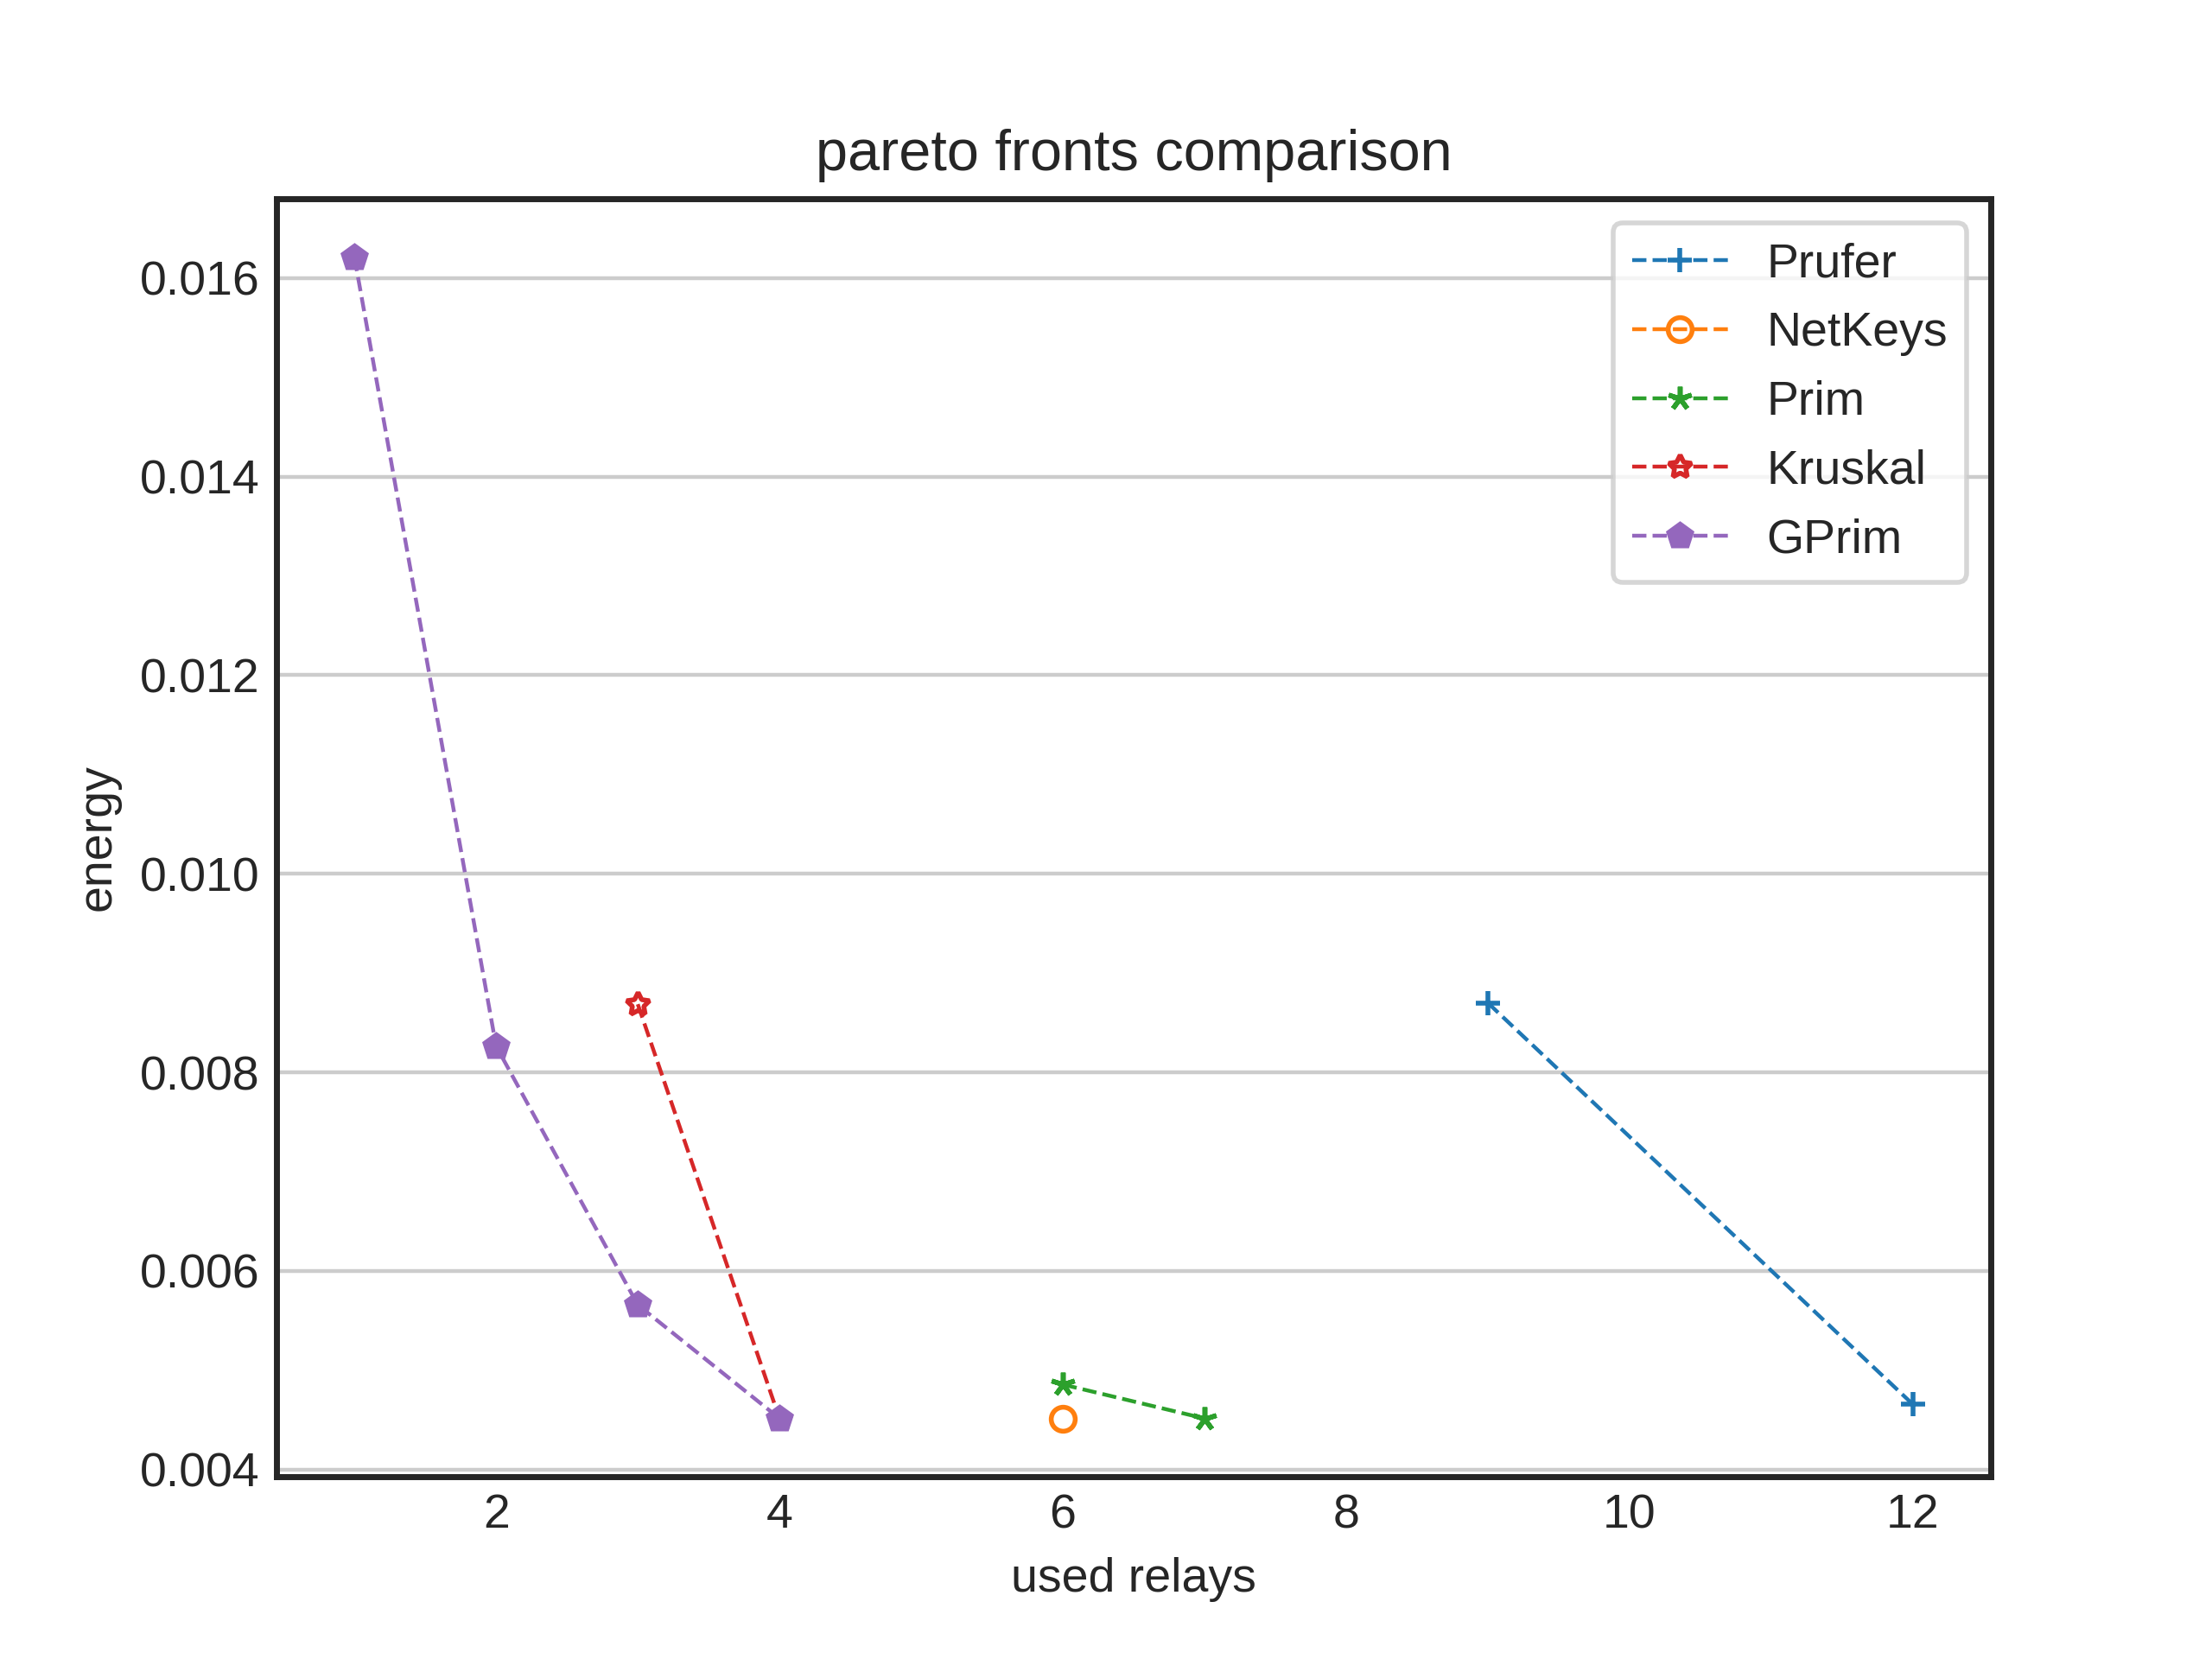 pareto fronts comparison
Prufer
NetKeys
Prim
Kruskal
GPrim
0.016
0.014
0.012
0.010
0.008
0.006
0.004
energy
2 4 6 8 10 12
used relays